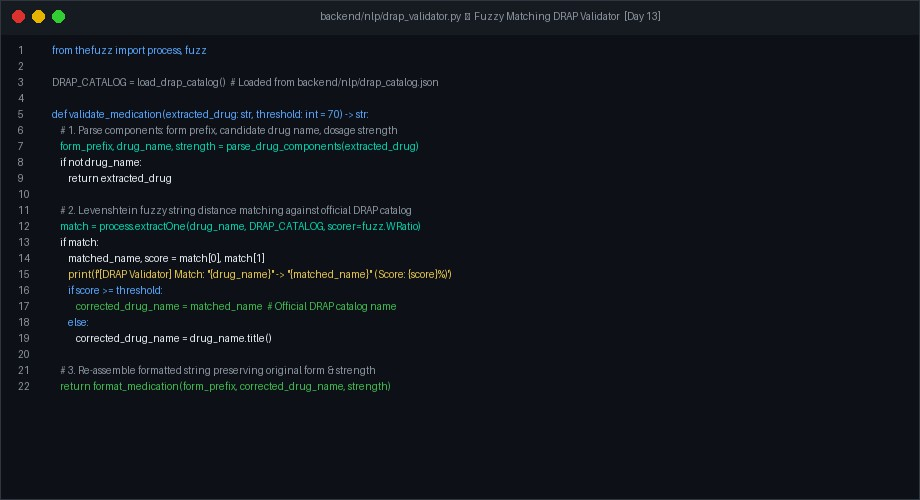 backend/nlp/drap_validator.py ▯ Fuzzy Matching DRAP Validator [Day 13]
1 from thefuzz import process, fuzz
2
3 DRAP_CATALOG = load_drap_catalog()  # Loaded from backend/nlp/drap_catalog.json
4
5 def validate_medication(extracted_drug: str, threshold: int = 70) -> str:
6 # 1. Parse components: form prefix, candidate drug name, dosage strength
7 form_prefix, drug_name, strength = parse_drug_components(extracted_drug)
8 if not drug_name:
9 return extracted_drug
10
11 # 2. Levenshtein fuzzy string distance matching against official DRAP catalog
12 match = process.extractOne(drug_name, DRAP_CATALOG, scorer=fuzz.WRatio)
13 if match:
14 matched_name, score = match[0], match[1]
15 print(f'[DRAP Validator] Match: "{drug_name}" -> "{matched_name}" (Score: {score}%)')
16 if score >= threshold:
17 corrected_drug_name = matched_name  # Official DRAP catalog name
18 else:
19 corrected_drug_name = drug_name.title()
20
21 # 3. Re-assemble formatted string preserving original form & strength
22 return format_medication(form_prefix, corrected_drug_name, strength)